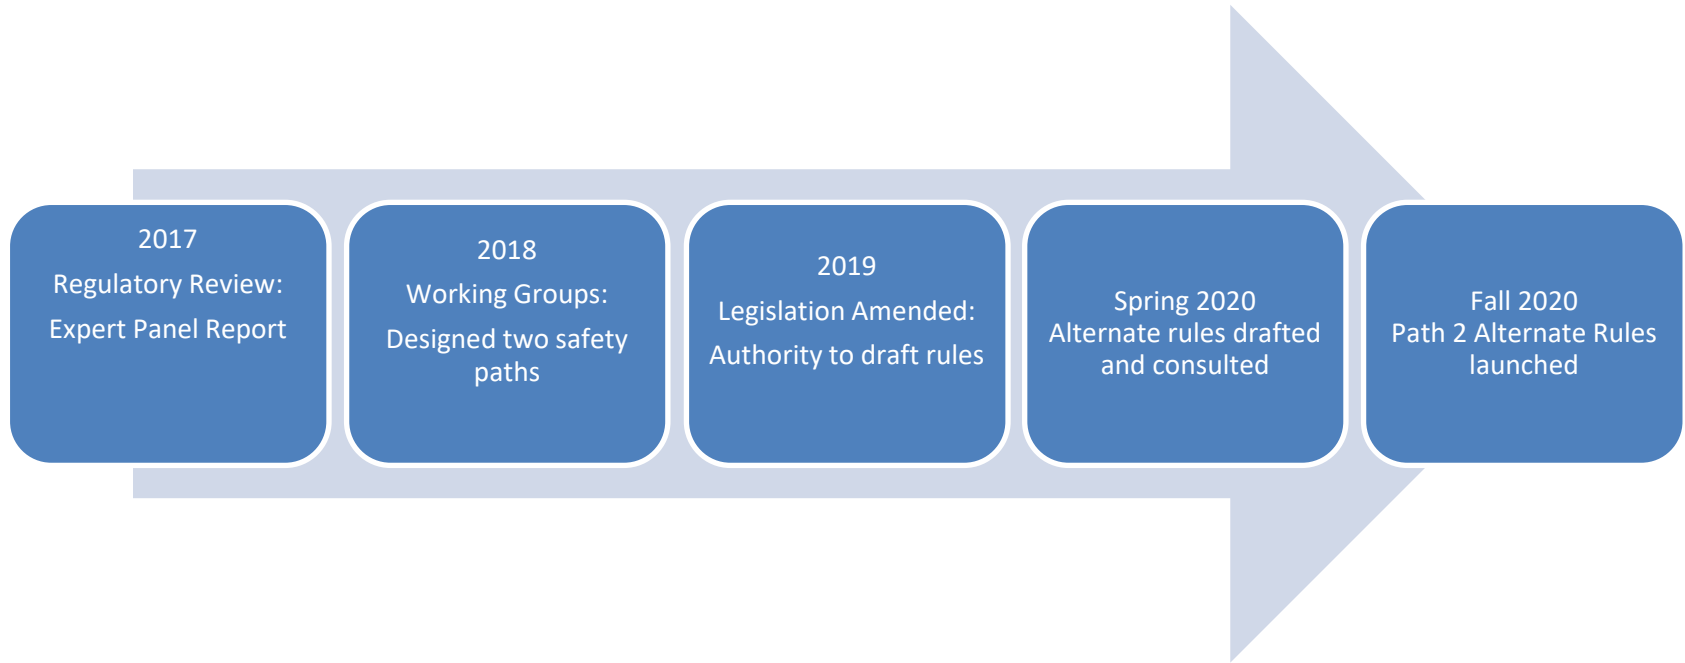 2017
Regulatory Review:
Expert Panel Report
2018
Working Groups:
Designed two safety
paths
2019
Legislation Amended:
Authority to draft rules
Spring 2020
Alternate rules drafted
and consulted
Fall 2020
Path 2 Alternate Rules
launched